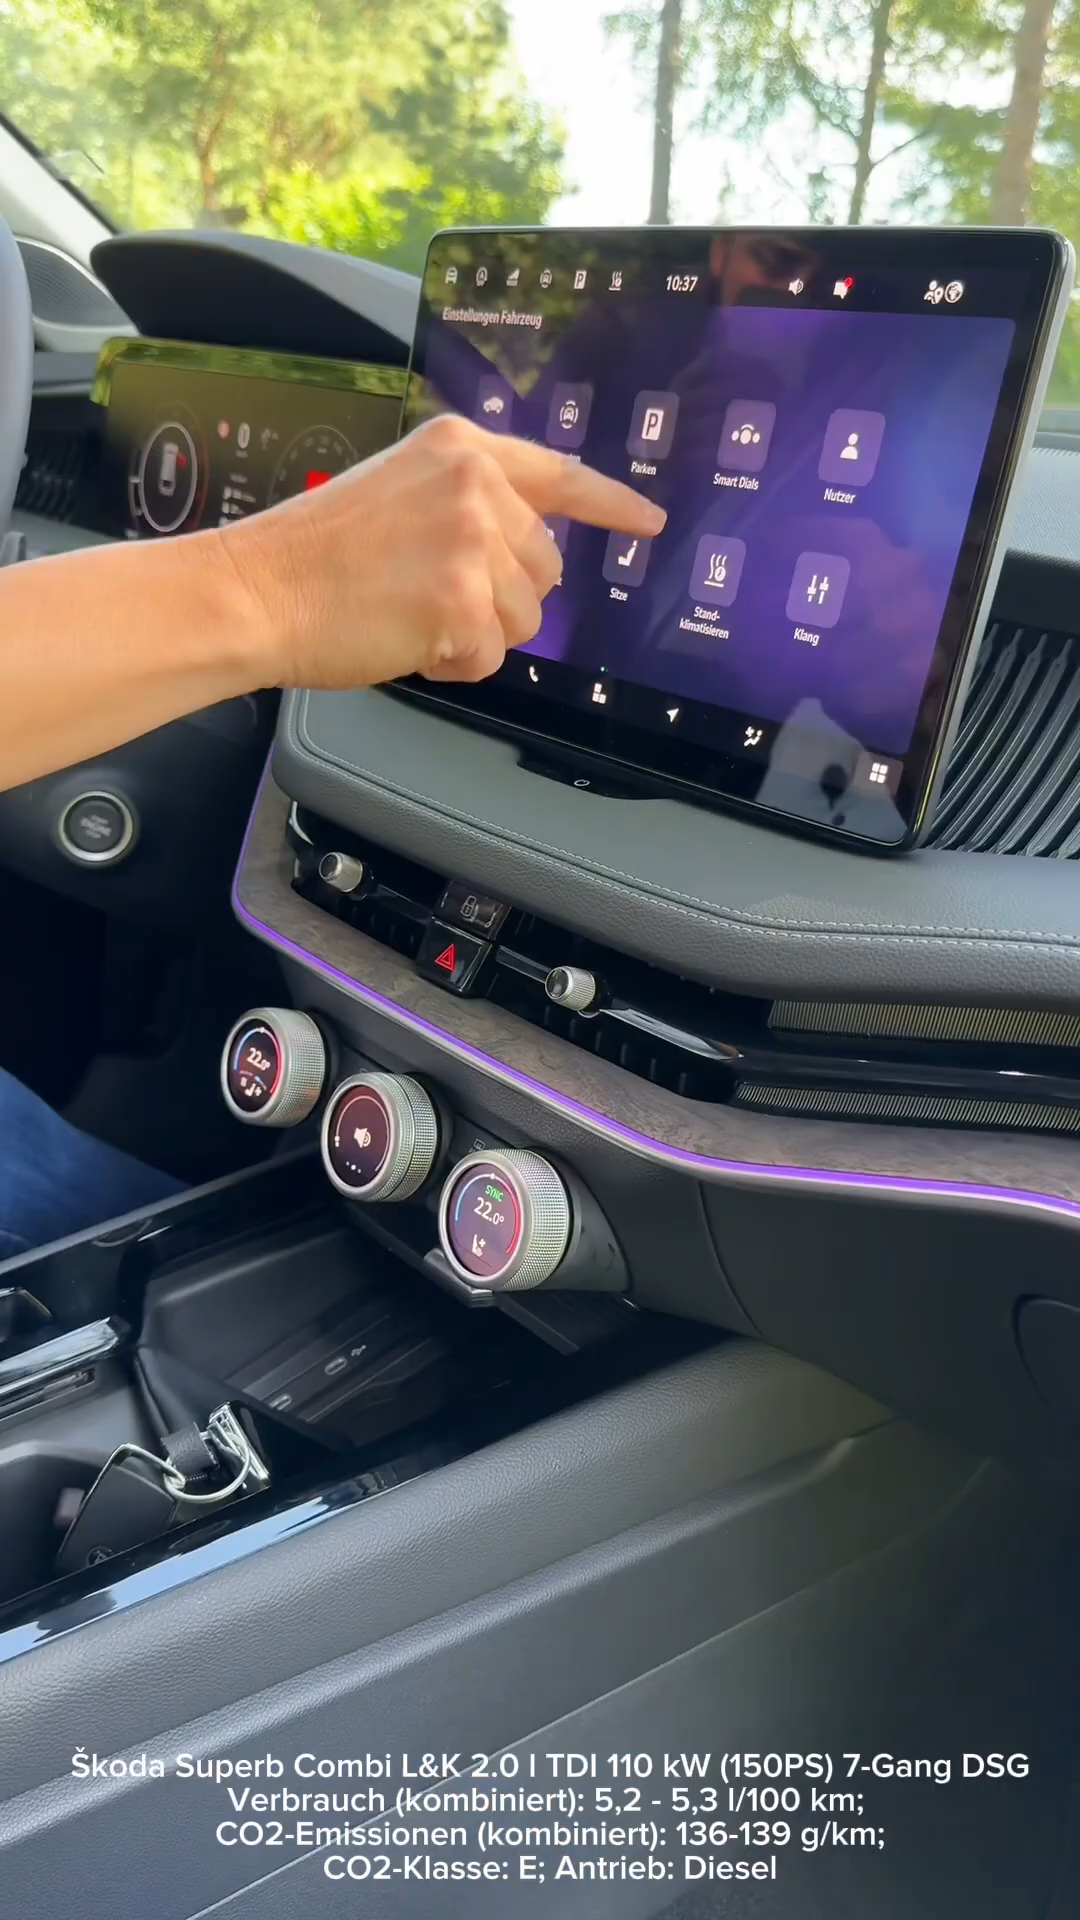 10:37
Einstellungen Fahrzeug
Parken
Smart Dials
Nutzer
Sitze
Stand-
klimatisieren
Klang
ENGINE
22.0°
SYNC
22.0°
Škoda Superb Combi L&K 2.0 l TDI 110 kW (150PS) 7-Gang DSG
Verbrauch (kombiniert): 5,2 - 5,3 l/100 km;
CO2-Emissionen (kombiniert): 136-139 g/km;
CO2-Klasse: E; Antrieb: Diesel